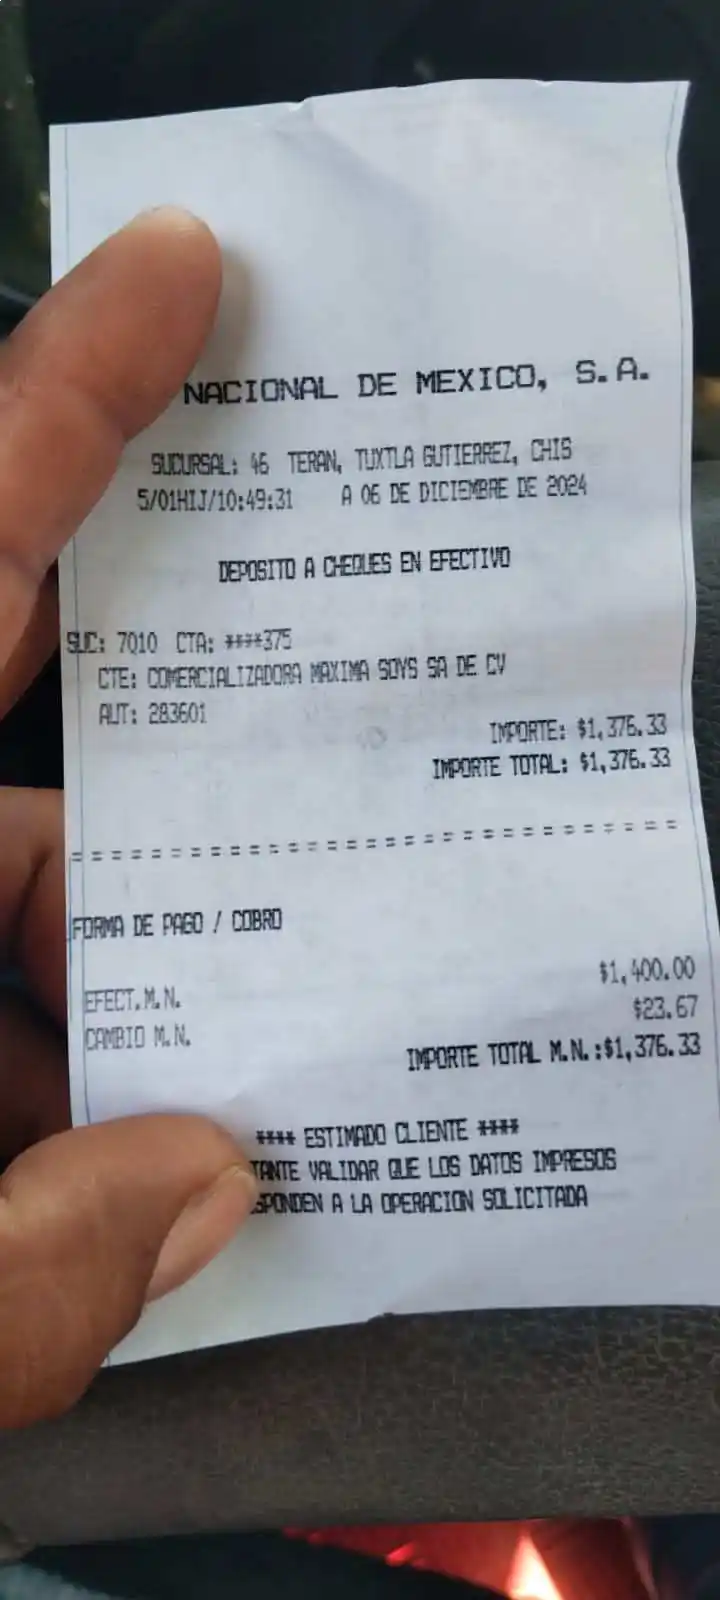 NACIONAL DE MEXICO, S.A.
SUCURSAL: 46 TERAN, TUXTLA GUTIERREZ, CHIS
5/01HIJ/10:49:31 A 06 DE DICIEMBRE DE 2024
DEPOSITO A CHEQUES EN EFECTIVO
SUC: 7010 CTA: ****375
CTE: COMERCIALIZADORA MAXIMA SOYS SA DE CV
AUT: 283601
IMPORTE: $1,376.33
IMPORTE TOTAL: $1,376.33
FORMA DE PAGO / COBRO
EFECT.M.N. $1,400.00
CAMBIO M.N. $23.67
IMPORTE TOTAL M.N.:$1,376.33
**** ESTIMADO CLIENTE ****
TANTE VALIDAR QUE LOS DATOS IMPRESOS
SPONDEN A LA OPERACION SOLICITADA